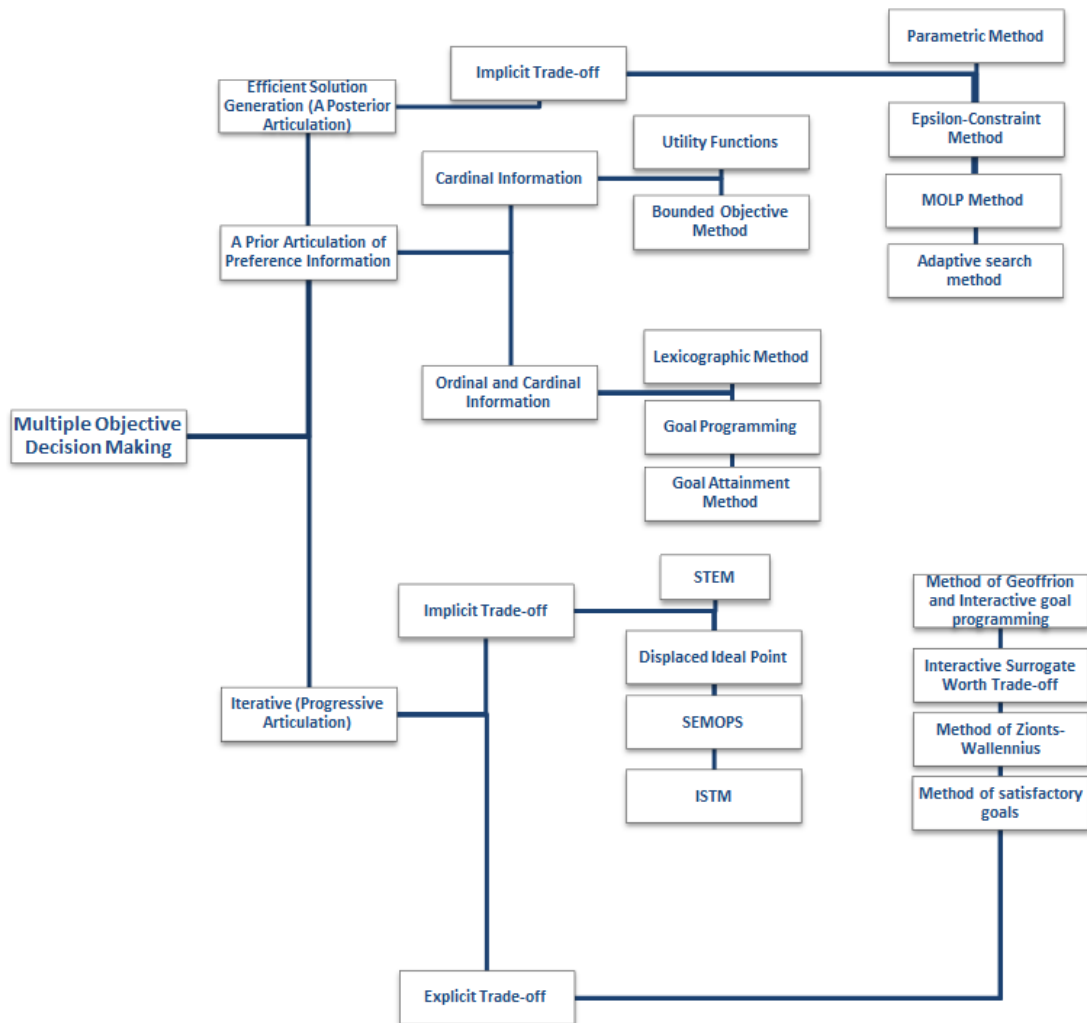 Parametric Method
Implicit Trade-off
Efficient Solution
Generation (A Posterior
Articulation)
Epsilon-Constraint
Method
Utility Functions
Cardinal Information
MOLP Method
Bounded Objective
Method
A Prior Articulation of
Preference Information
Adaptive search
method
Lexicographic Method
Ordinal and Cardinal
Information
Goal Programming
Multiple Objective
Decision Making
Goal Attainment
Method
STEM
Method of Geoffrion
and Interactive goal
programming
Implicit Trade-off
Displaced Ideal Point
Interactive Surrogate
Worth Trade-off
Iterative (Progressive
Articulation)
SEMOPS
Method of Zionts-
Wallennius
ISTM
Method of satisfactory
goals
Explicit Trade-off